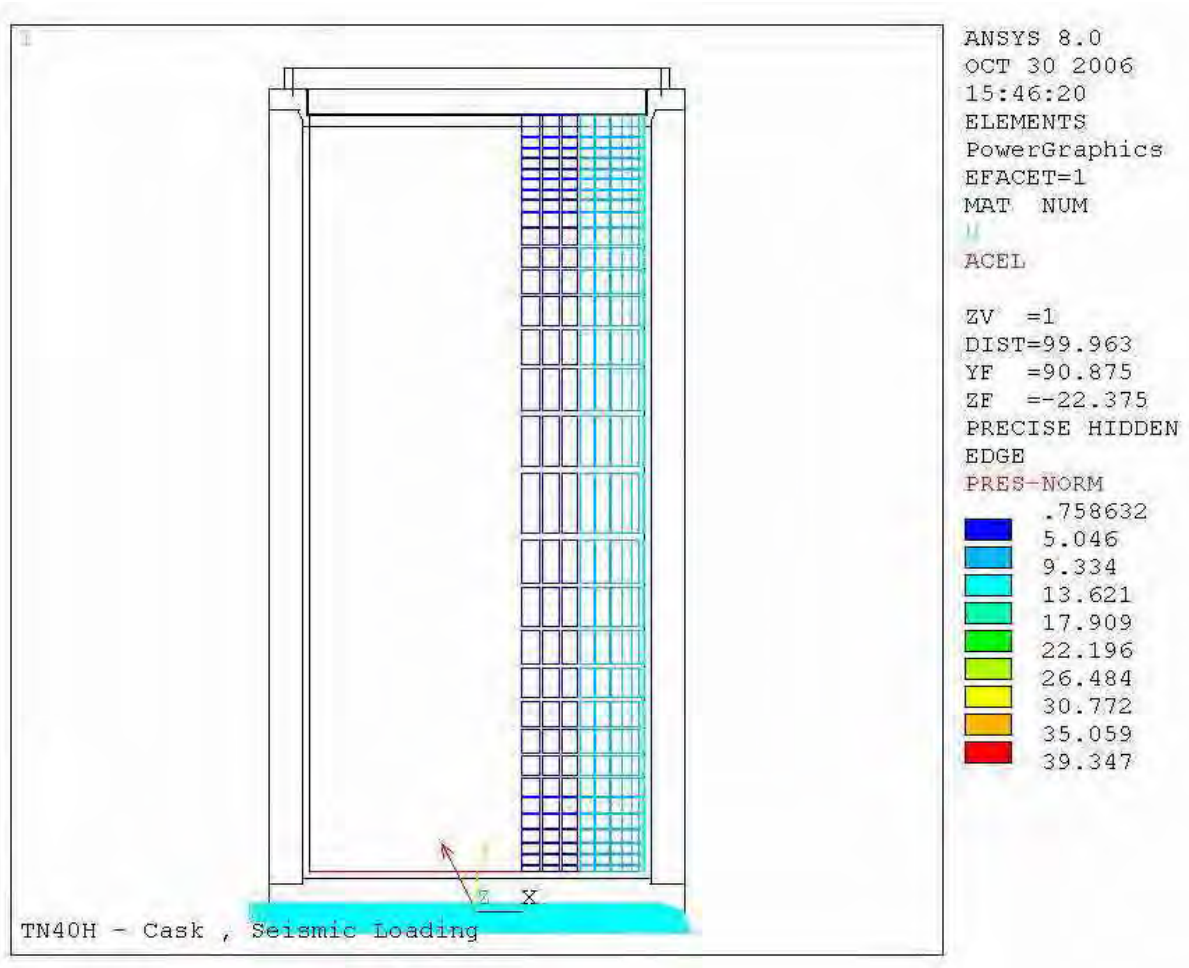 1
ANSYS 8.0
OCT 30 2006
15:46:20
ELEMENTS
PowerGraphics
EFACET=1
MAT NUM
U
ACEL
ZV =1
DIST=99.963
YF =90.875
ZF =-22.375
PRECISE HIDDEN
EDGE
PRES-NORM
.758632
5.046
9.334
13.621
17.909
22.196
26.484
30.772
35.059
39.347
Z X
TN40H - Cask , Seismic Loading